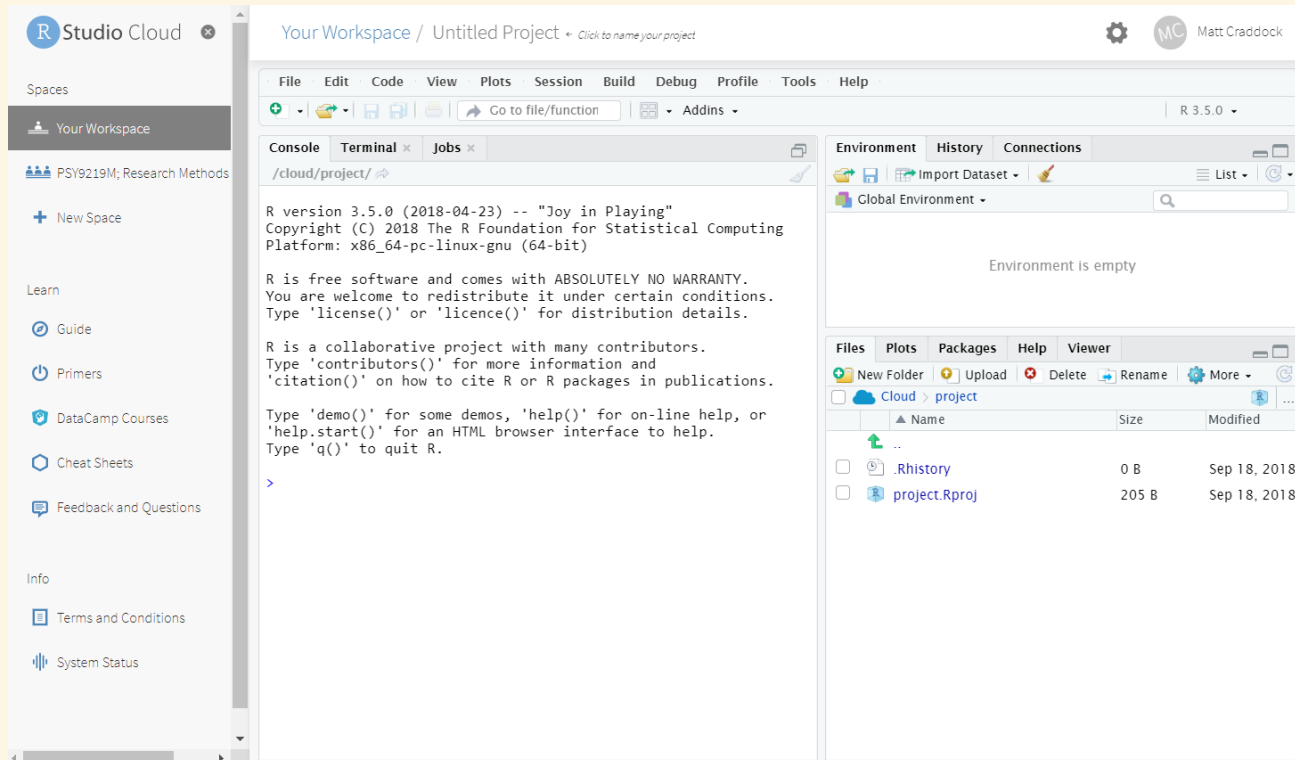 R Studio Cloud
Spaces
Your Workspace
PSY9219M; Research Methods
New Space
Learn
Guide
Primers
DataCamp Courses
Cheat Sheets
Feedback and Questions
Info
Terms and Conditions
System Status
Your Workspace / Untitled Project Click to name your project
MC Matt Craddock
File Edit Code View Plots Session Build Debug Profile Tools Help
Go to file/function Addins R 3.5.0
Console Terminal Jobs
/cloud/project/
R version 3.5.0 (2018-04-23) -- "Joy in Playing"
Copyright (C) 2018 The R Foundation for Statistical Computing
Platform: x86_64-pc-linux-gnu (64-bit)
R is free software and comes with ABSOLUTELY NO WARRANTY.
You are welcome to redistribute it under certain conditions.
Type 'license()' or 'licence()' for distribution details.
R is a collaborative project with many contributors.
Type 'contributors()' for more information and
'citation()' on how to cite R or R packages in publications.
Type 'demo()' for some demos, 'help()' for on-line help, or
'help.start()' for an HTML browser interface to help.
Type 'q()' to quit R.
>
Environment History Connections
Import Dataset List
Global Environment
Environment is empty
Files Plots Packages Help Viewer
New Folder Upload Delete Rename More
Cloud > project R ...
Name Size Modified
..
.Rhistory 0 B Sep 18, 2018
project.Rproj 205 B Sep 18, 2018